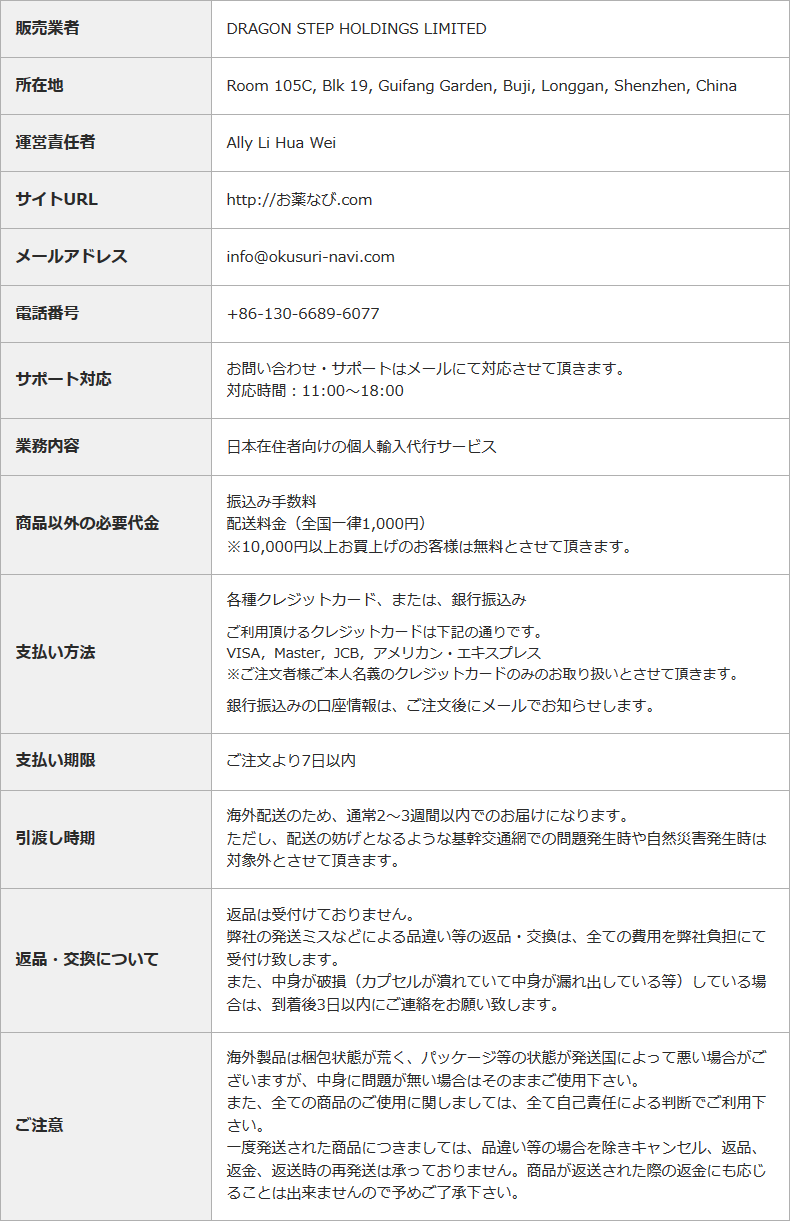 販売業者
DRAGON STEP HOLDINGS LIMITED
所在地
Room 105C, Blk 19, Guifang Garden, Buji, Longgan, Shenzhen, China
運営責任者
Ally Li Hua Wei
サイトURL
http://お薬なび.com
メールアドレス
info@okusuri-navi.com
電話番号
+86-130-6689-6077
サポート対応
お問い合わせ・サポートはメールにて対応させて頂きます。
対応時間：11:00～18:00
業務内容
日本在住者向けの個人輸入代行サービス
商品以外の必要代金
振込み手数料
配送料金（全国一律1,000円）
※10,000円以上お買上げのお客様は無料とさせて頂きます。
支払い方法
各種クレジットカード、または、銀行振込み
ご利用頂けるクレジットカードは下記の通りです。
VISA，Master，JCB，アメリカン・エキスプレス
※ご注文者様ご本人名義のクレジットカードのみのお取り扱いとさせて頂きます。
銀行振込みの口座情報は、ご注文後にメールでお知らせします。
支払い期限
ご注文より7日以内
引渡し時期
海外配送のため、通常2～3週間以内でのお届けになります。
ただし、配送の妨げとなるような基幹交通網での問題発生時や自然災害発生時は
対象外とさせて頂きます。
返品・交換について
返品は受付けておりません。
弊社の発送ミスなどによる品違い等の返品・交換は、全ての費用を弊社負担にて
受付け致します。
また、中身が破損（カプセルが潰れていて中身が漏れ出している等）している場
合は、到着後3日以内にご連絡をお願い致します。
ご注意
海外製品は梱包状態が荒く、パッケージ等の状態が発送国によって悪い場合がご
ざいますが、中身に問題が無い場合はそのままご使用下さい。
また、全ての商品のご使用に関しましては、全て自己責任による判断でご利用下
さい。
一度発送された商品につきましては、品違い等の場合を除きキャンセル、返品、
返金、返送時の再発送は承っておりません。商品が返送された際の返金にも応じ
ることは出来ませんので予めご了承下さい。